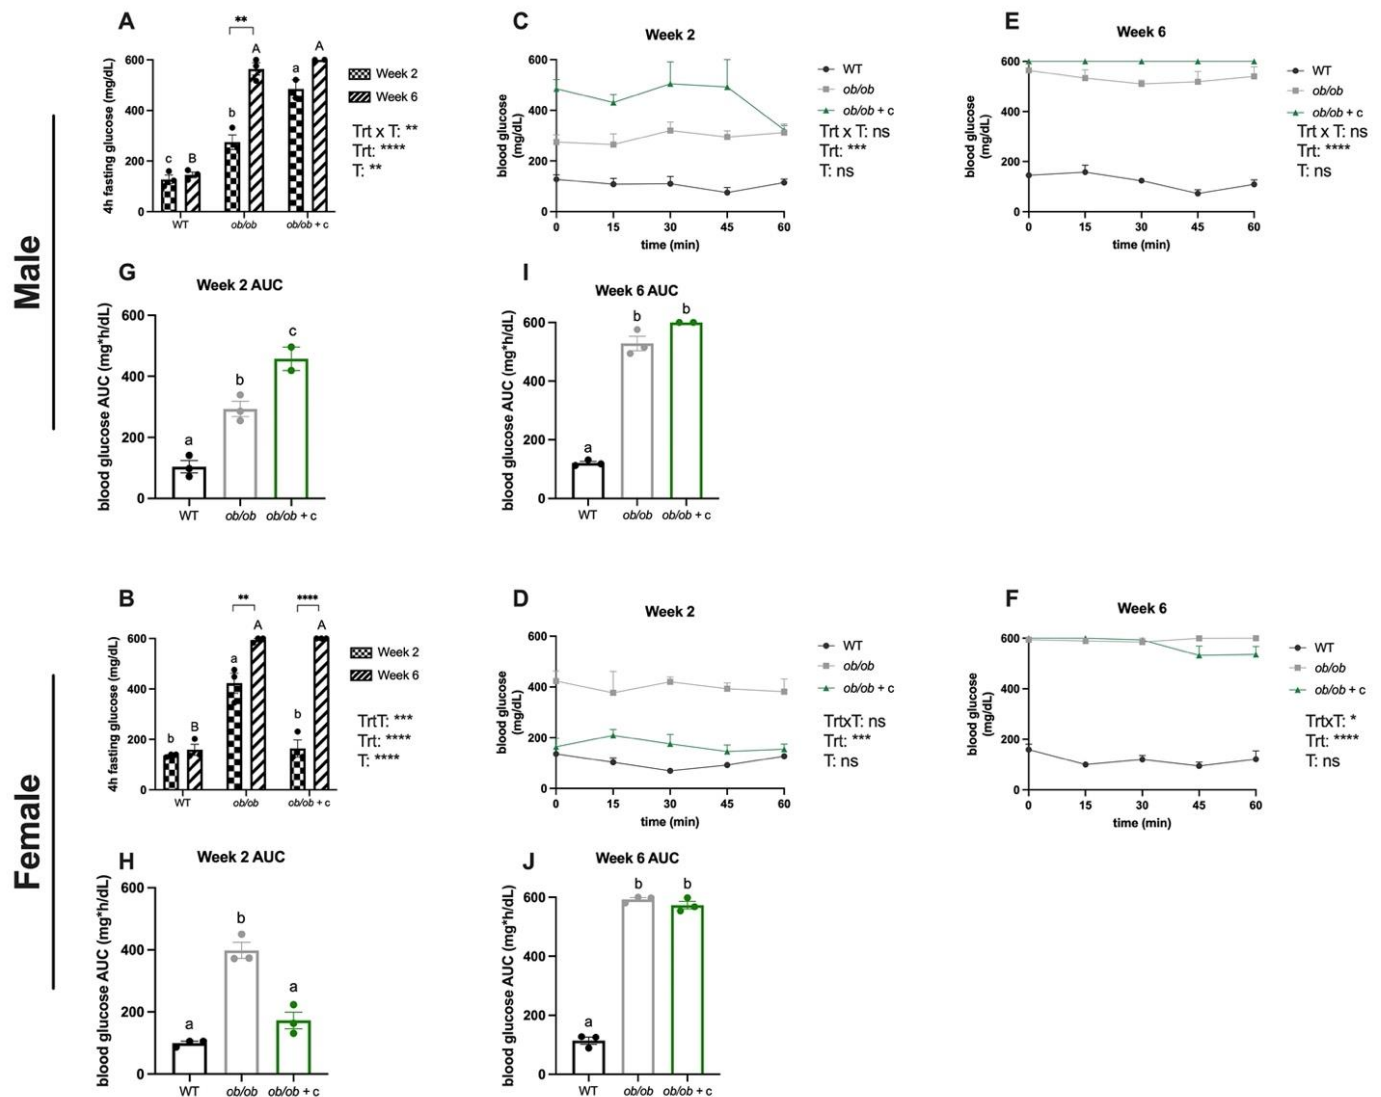 Male
A
**
4h fasting glucose (mg/dL)
600
400
200
0
c
B
b
A
a
A
WT
ob/ob
ob/ob + c
Week 2
Week 6
Trt x T: **
Trt: ****
T: **
C
Week 2
blood glucose
(mg/dL)
600
400
200
0
0 15 30 45 60
time (min)
WT
ob/ob
ob/ob + c
Trt x T: ns
Trt: ***
T: ns
E
Week 6
blood glucose
(mg/dL)
600
400
200
0
0 15 30 45 60
time (min)
WT
ob/ob
ob/ob + c
Trt x T: ns
Trt: ****
T: ns
G
Week 2 AUC
blood glucose AUC (mg*h/dL)
600
400
200
0
a
b
c
WT ob/ob ob/ob + c
I
Week 6 AUC
blood glucose AUC (mg*h/dL)
600
400
200
0
a
b
b
WT ob/ob ob/ob + c
Female
B
**
****
4h fasting glucose (mg/dL)
600
400
200
0
b
B
a
A
b
A
WT
ob/ob
ob/ob + c
Week 2
Week 6
TrtT: ***
Trt: ****
T: ****
D
Week 2
blood glucose
(mg/dL)
600
400
200
0
0 15 30 45 60
time (min)
WT
ob/ob
ob/ob + c
TrtxT: ns
Trt: ***
T: ns
F
Week 6
blood glucose
(mg/dL)
600
400
200
0
0 15 30 45 60
time (min)
WT
ob/ob
ob/ob + c
TrtxT: *
Trt: ****
T: ns
H
Week 2 AUC
blood glucose AUC (mg*h/dL)
600
400
200
0
a
b
a
WT ob/ob ob/ob + c
J
Week 6 AUC
blood glucose AUC (mg*h/dL)
600
400
200
0
a
b
b
WT ob/ob ob/ob + c